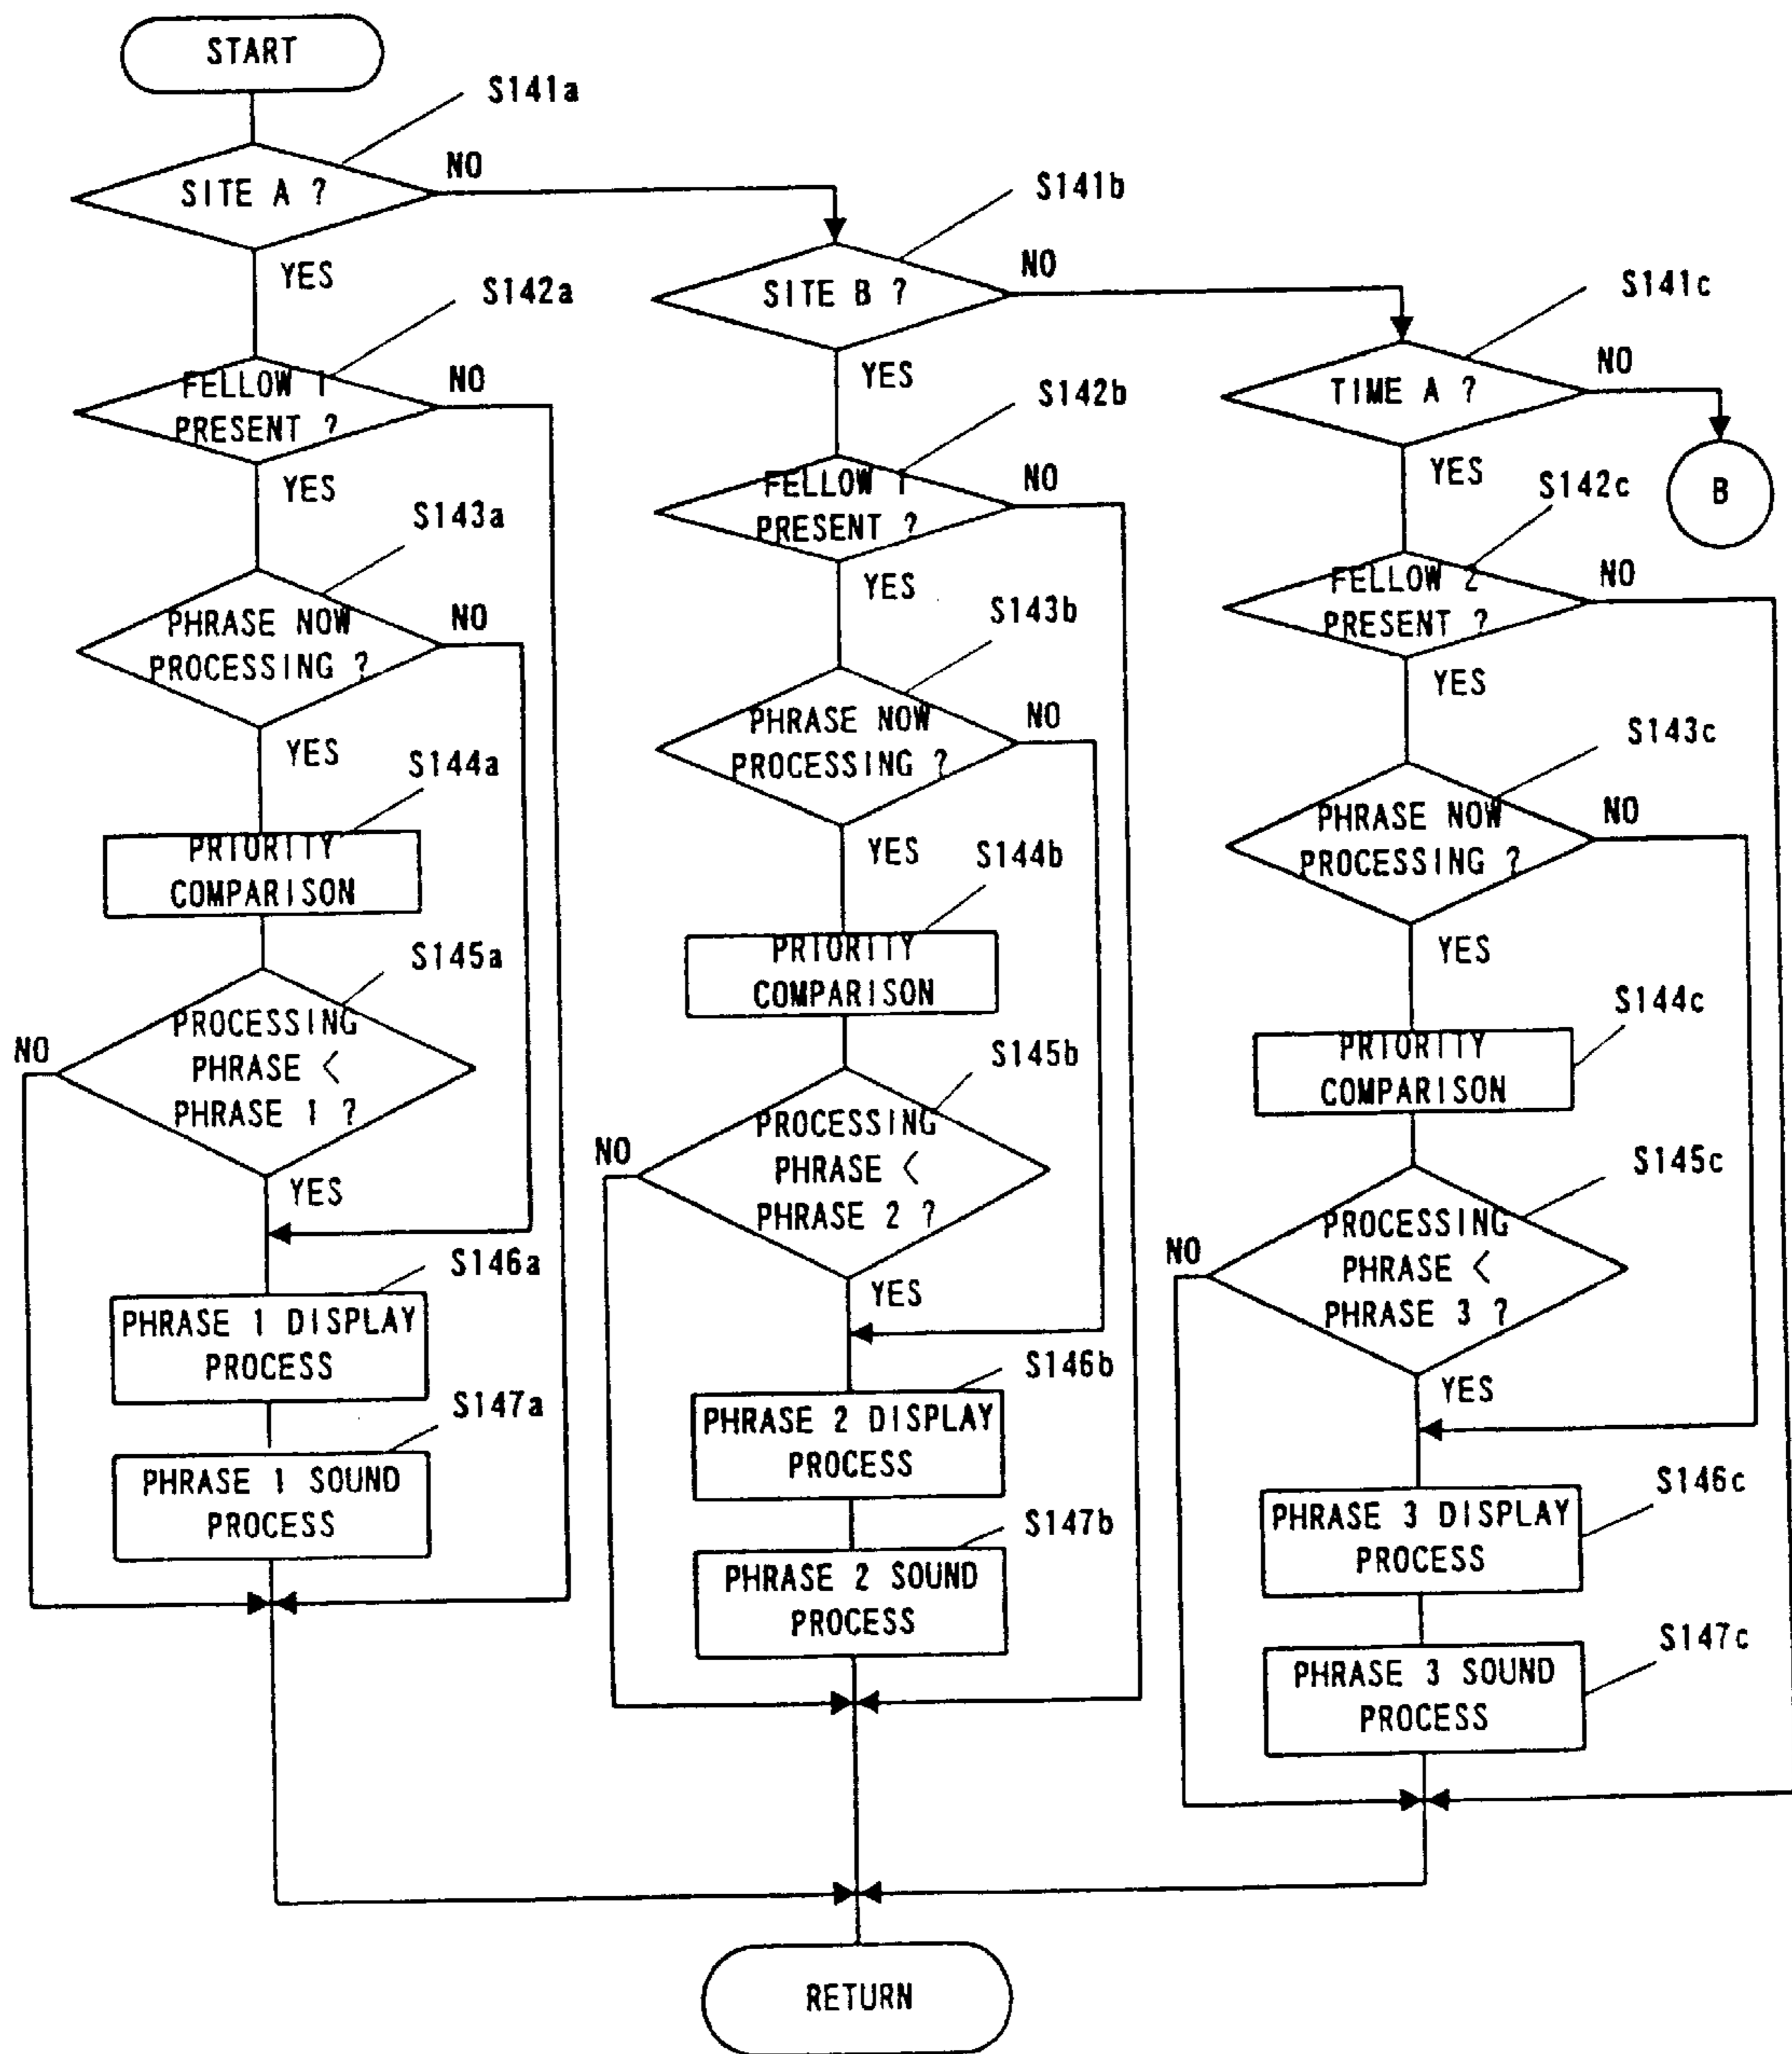 START
S141a
SITE A ?
NO
YES
S142a
FELLOW 1
PRESENT ?
NO
YES
S143a
PHRASE NOW
PROCESSING ?
NO
YES
S144a
PRIORITY
COMPARISON
S145a
PROCESSING
PHRASE <
PHRASE 1 ?
NO
YES
S146a
PHRASE 1 DISPLAY
PROCESS
S147a
PHRASE 1 SOUND
PROCESS
S141b
SITE B ?
NO
YES
S142b
FELLOW 1
PRESENT ?
NO
YES
S143b
PHRASE NOW
PROCESSING ?
NO
YES
S144b
PRIORITY
COMPARISON
S145b
PROCESSING
PHRASE <
PHRASE 2 ?
NO
YES
S146b
PHRASE 2 DISPLAY
PROCESS
S147b
PHRASE 2 SOUND
PROCESS
S141c
TIME A ?
NO
B
YES
S142c
FELLOW 2
PRESENT ?
NO
YES
S143c
PHRASE NOW
PROCESSING ?
NO
YES
S144c
PRIORITY
COMPARISON
S145c
PROCESSING
PHRASE <
PHRASE 3 ?
NO
YES
S146c
PHRASE 3 DISPLAY
PROCESS
S147c
PHRASE 3 SOUND
PROCESS
RETURN